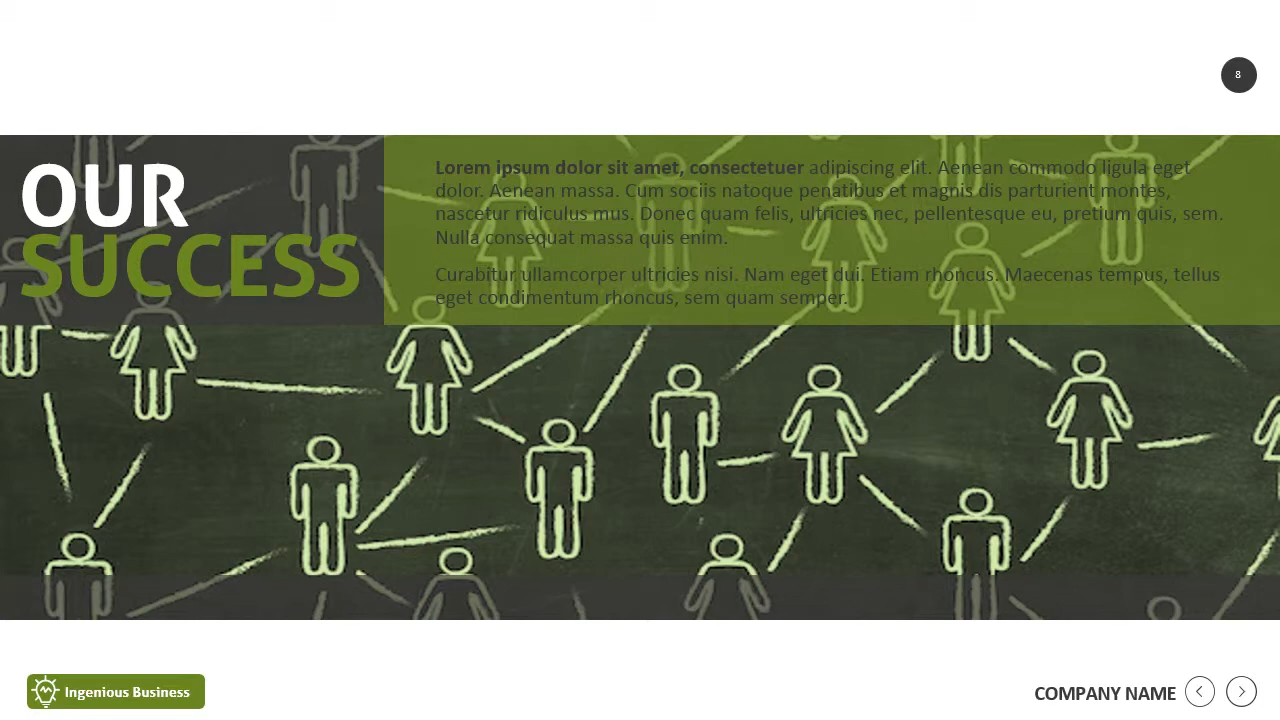 8
OUR
SUCCESS
Lorem ipsum dolor sit amet, consectetuer adipiscing elit. Aenean commodo ligula eget
dolor. Aenean massa. Cum sociis natoque penatibus et magnis dis parturient montes,
nascetur ridiculus mus. Donec quam felis, ultricies nec, pellentesque eu, pretium quis, sem.
Nulla consequat massa quis enim.
Curabitur ullamcorper ultricies nisi. Nam eget dui. Etiam rhoncus. Maecenas tempus, tellus
eget condimentum rhoncus, sem quam semper.
Ingenious Business
COMPANY NAME